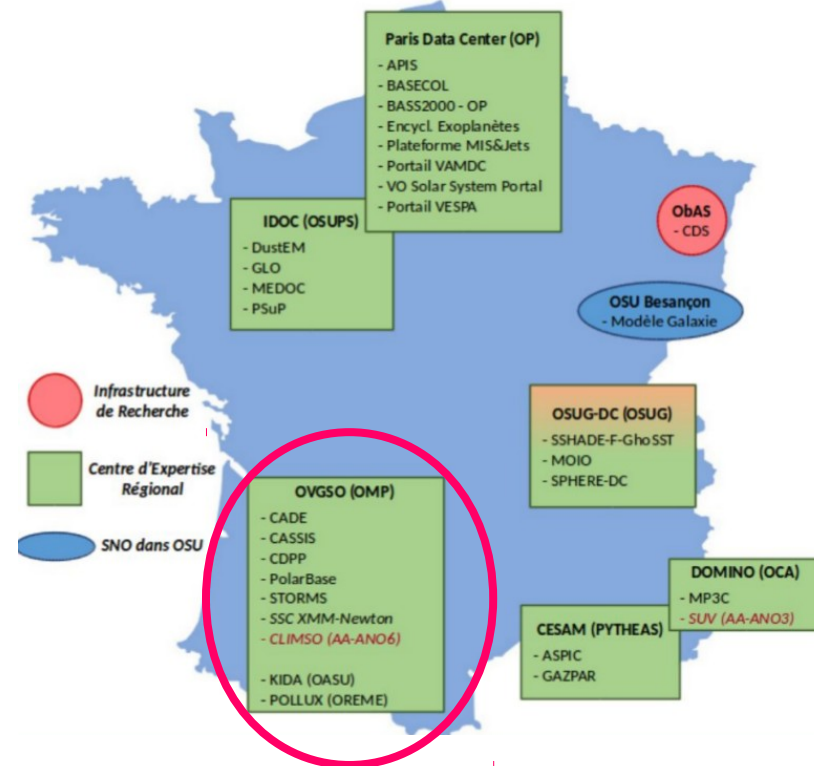 Paris Data Center (OP)
- APIS
- BASECOL
- BASS2000 - OP
- Encycl. Exoplanètes
- Plateforme MIS&Jets
- Portail VAMDC
- VO Solar System Portal
- Portail VESPA
IDOC (OSUPS)
- DustEM
- GLO
- MEDOC
- PSuP
ObAS
- CDS
OSU Besançon
- Modèle Galaxie
Infrastructure
de Recherche
Centre d'Expertise
Régional
SNO dans OSU
OSUG-DC (OSUG)
- SSHADE-F-GhoSST
- MOIO
- SPHERE-DC
OVGSO (OMP)
- CADE
- CASSIS
- CDPP
- PolarBase
- STORMS
- SSC XMM-Newton
- CLIMSO (AA-ANO6)
- KIDA (OASU)
- POLLUX (OREME)
DOMINO (OCA)
- MP3C
- SUV (AA-ANO3)
CESAM (PYTHEAS)
- ASPIC
- GAZPAR